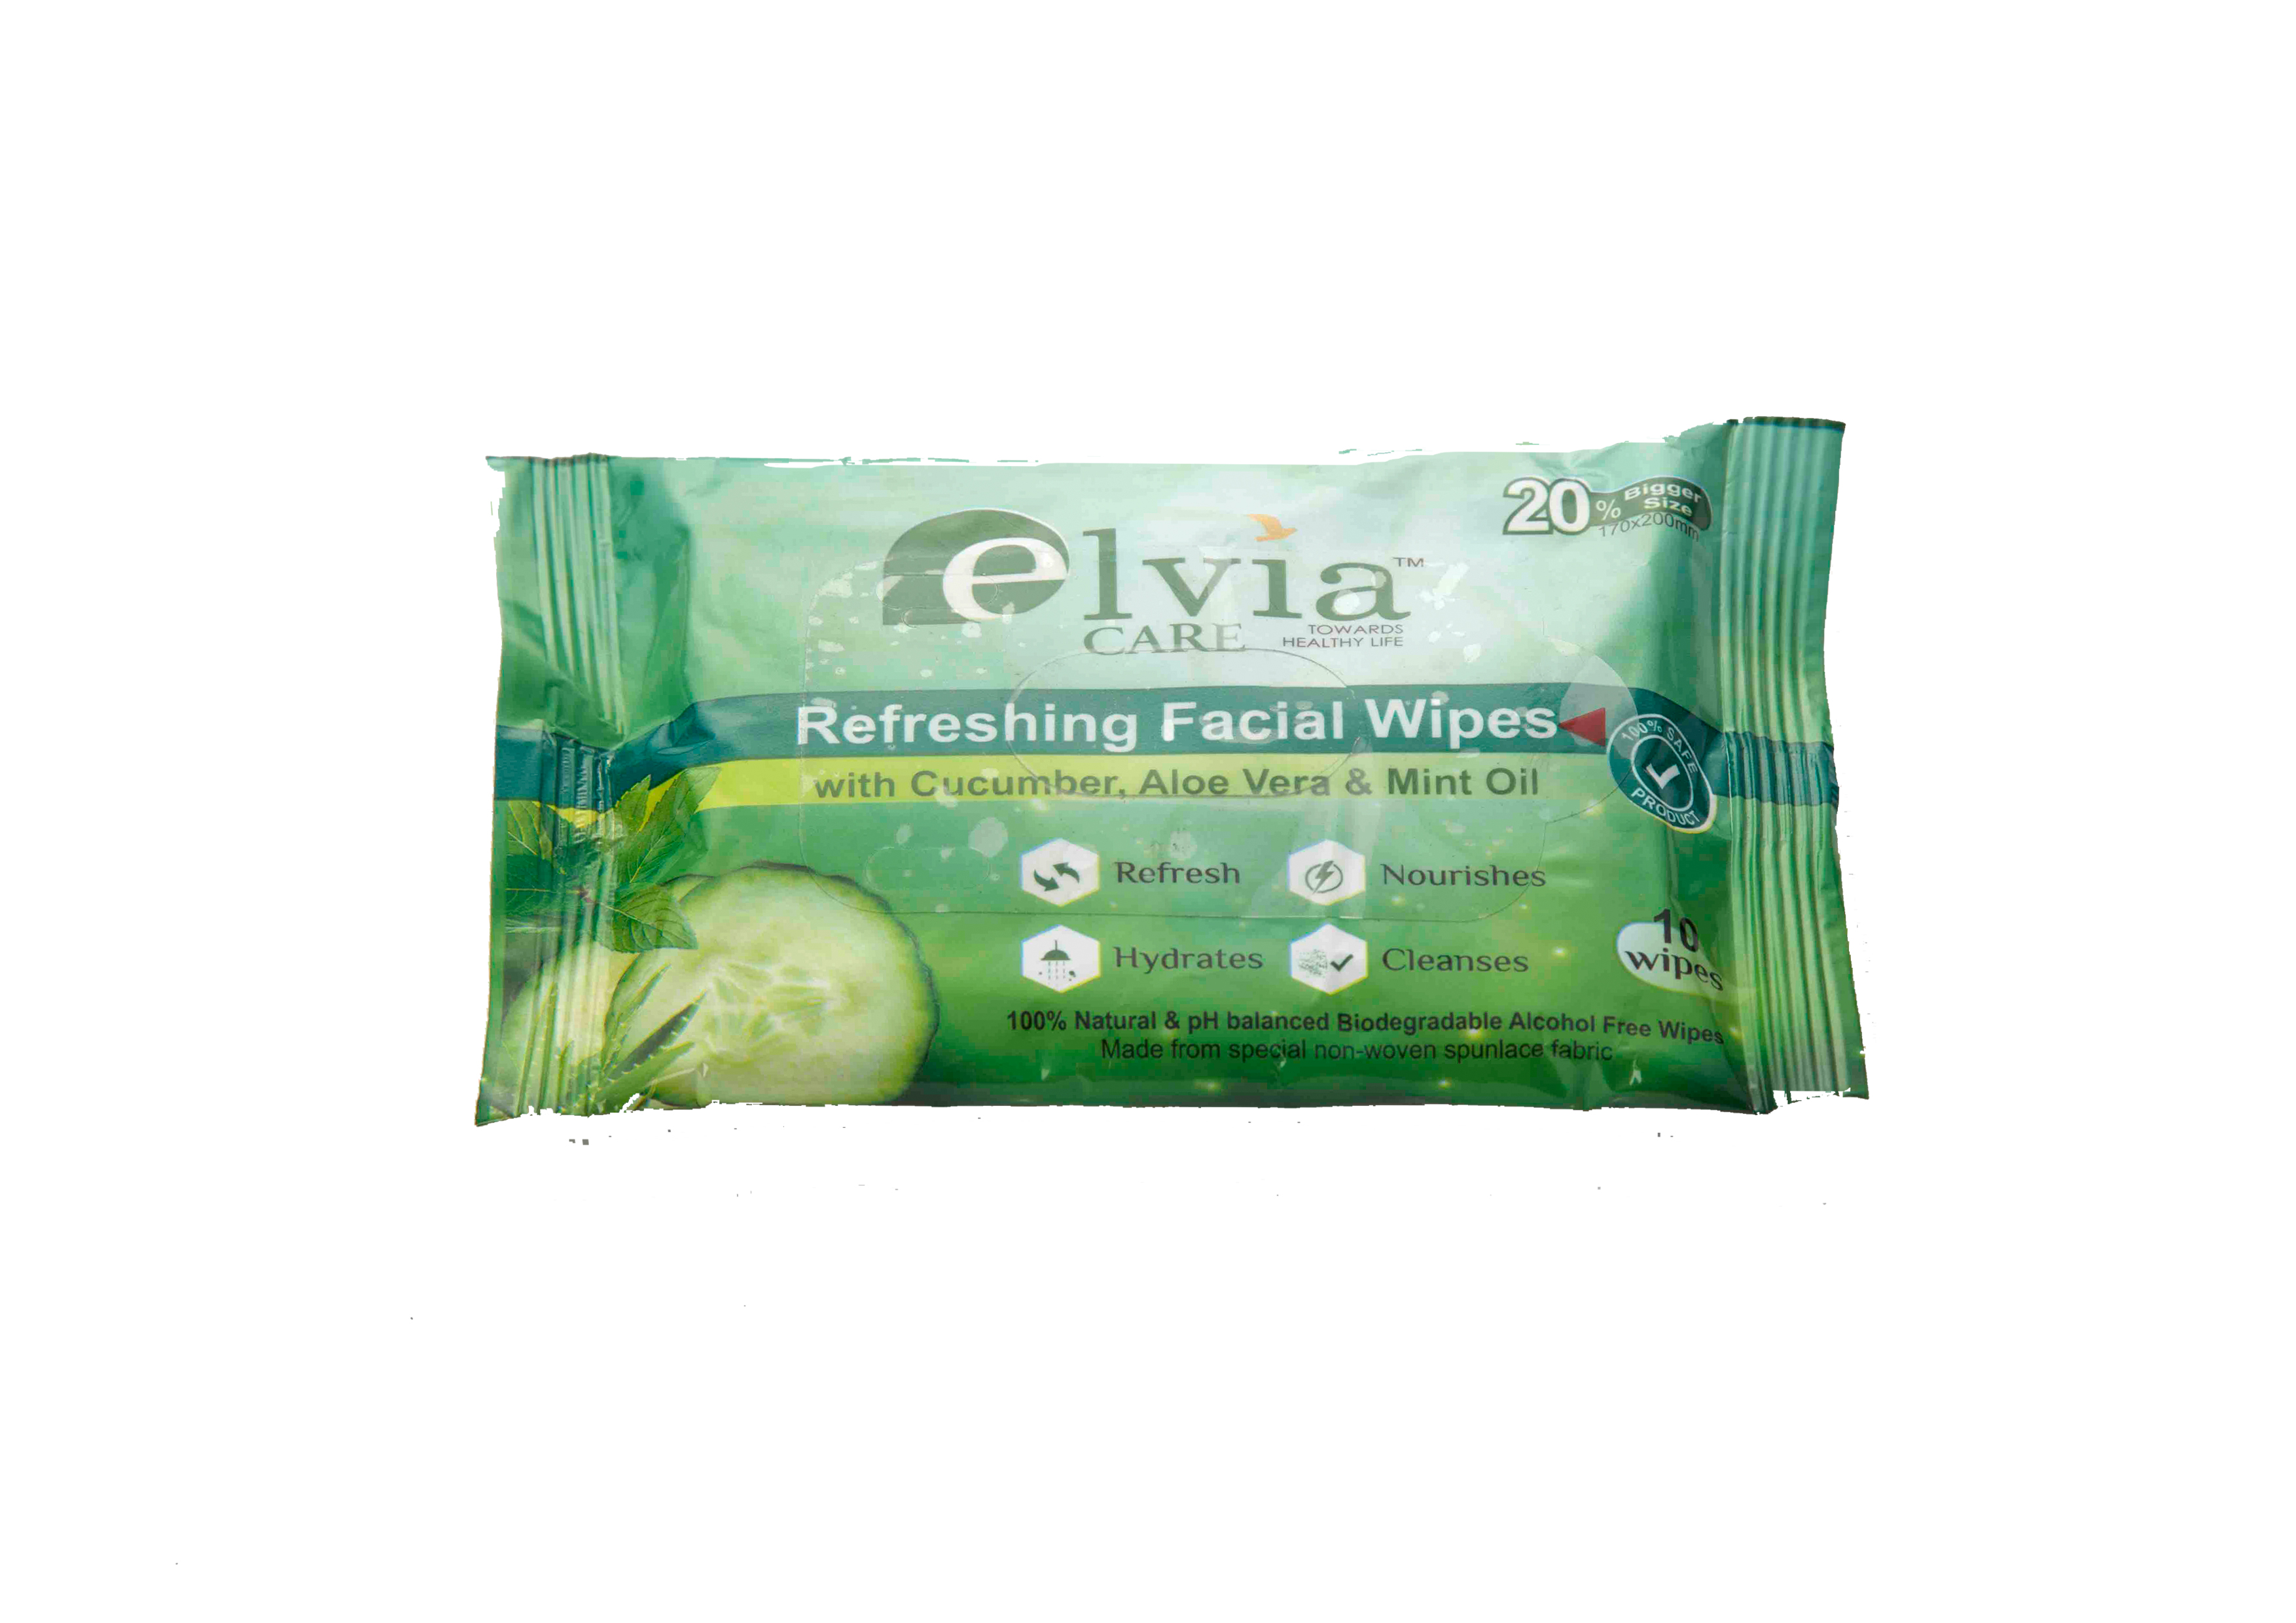 20% Bigger
Size
170x200mm
elvia™
CARE
TOWARDS
HEALTHY LIFE
Refreshing Facial Wipes
with Cucumber, Aloe Vera & Mint Oil
100% SAFE
PRODUCT
Refresh
Nourishes
Hydrates
Cleanses
10
wipes
100% Natural & pH balanced Biodegradable Alcohol Free Wipes
Made from special non-woven spunlace fabric